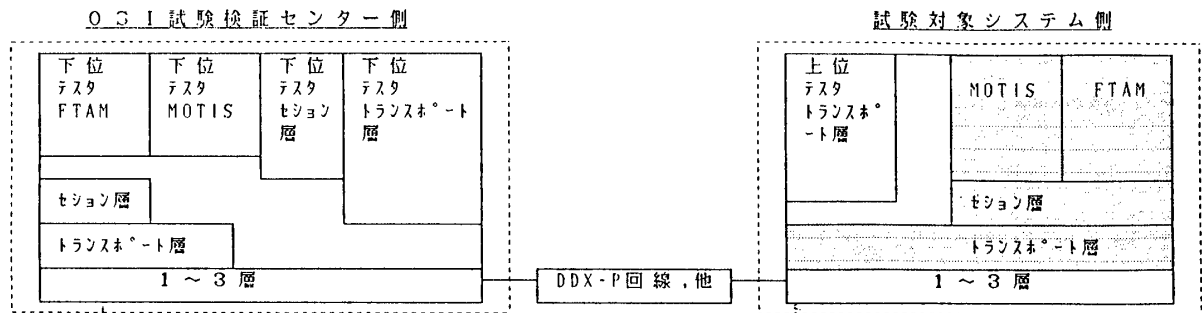 OSI試験検証センター側
試験対象システム側
下位
テスタ
FTAM
下位
テスタ
MOTIS
下位
テスタ
セション
層
下位
テスタ
トランスポート
層
セション層
トランスポート層
1～3層
DDX-P回線,他
上位
テスタ
トランスポ
ート層
MOTIS
FTAM
セション層
トランスポート層
1～3層